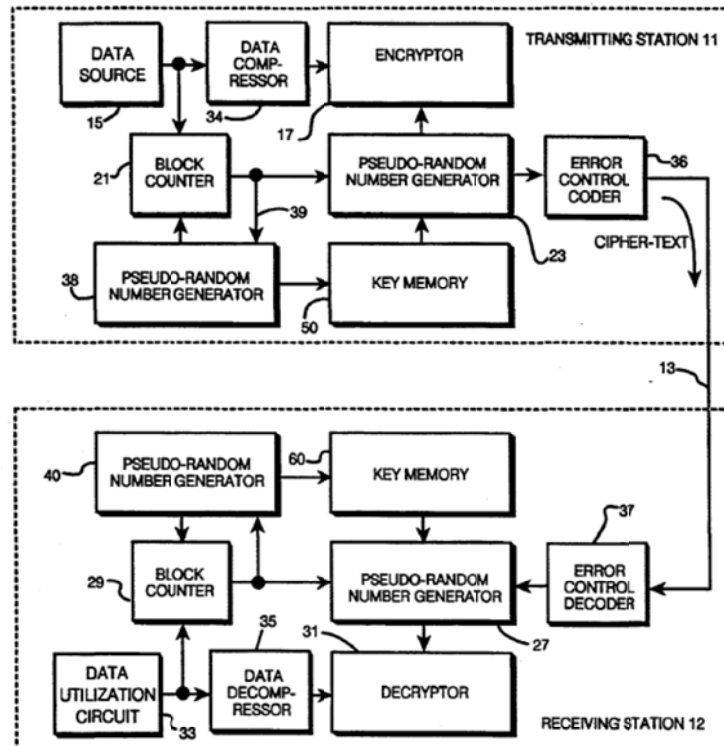 TRANSMITTING STATION 11
DATA
SOURCE
15
DATA
COMP-
RESSOR
34
ENCRYPTOR
17
21
BLOCK
COUNTER
39
PSEUDO-RANDOM
NUMBER GENERATOR
23
ERROR
CONTROL
CODER
36
CIPHER-TEXT
38
PSEUDO-RANDOM
NUMBER GENERATOR
50
KEY MEMORY
13
40
PSEUDO-RANDOM
NUMBER GENERATOR
60
KEY MEMORY
37
29
BLOCK
COUNTER
PSEUDO-RANDOM
NUMBER GENERATOR
27
ERROR
CONTROL
DECODER
DATA
UTILIZATION
CIRCUIT
33
35
DATA
DECOMP-
RESSOR
31
DECRYPTOR
RECEIVING STATION 12